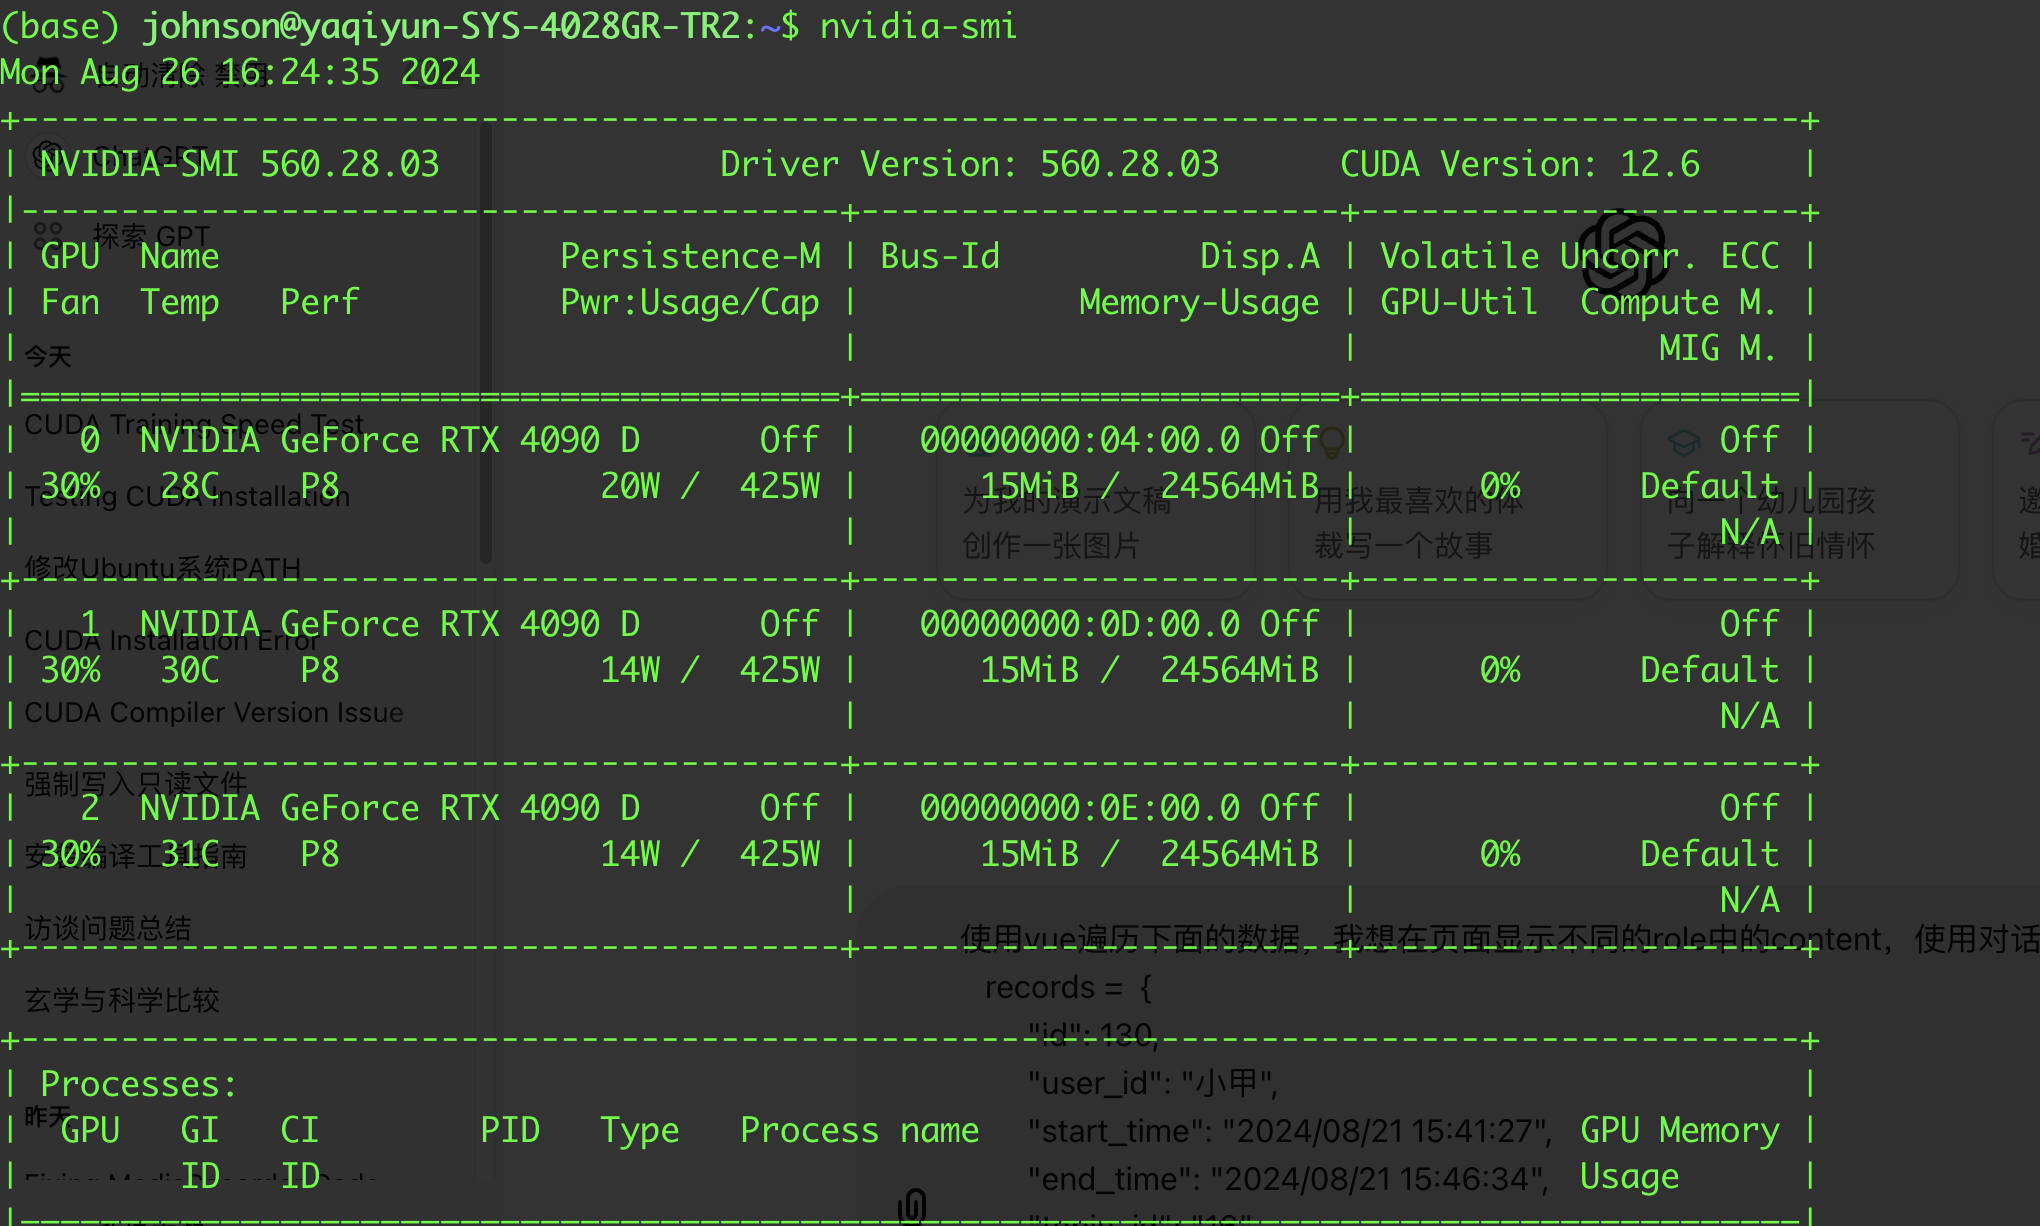 (base) johnson@yaqiyun-SYS-4028GR-TR2:~$ nvidia-smi
Mon Aug 26 16:24:35 2024
自动清除 禁用
+-----------------------------------------------------------------------------------------+
| NVIDIA-SMI 560.28.03              Driver Version: 560.28.03      CUDA Version: 12.6     |
ChatGPT
|-----------------------------------------+------------------------+----------------------+
探索 GPT
| GPU  Name                 Persistence-M | Bus-Id          Disp.A | Volatile Uncorr. ECC |
| Fan  Temp   Perf          Pwr:Usage/Cap |           Memory-Usage | GPU-Util  Compute M. |
|                                         |                        |               MIG M. |
今天
|=========================================+========================+======================|
CUDA Training Speed Test
|   0  NVIDIA GeForce RTX 4090 D      Off |   00000000:04:00.0 Off |                  Off |
| 30%   28C    P8             20W /  425W |      15MiB /  24564MiB |      0%      Default |
Testing CUDA Installation
为我的演示文稿
创作一张图片
用我最喜欢的体
裁写一个故事
向一个幼儿园孩
子解释怀旧情怀
邀
婚
|                                         |                        |                  N/A |
修改Ubuntu系统PATH
+-----------------------------------------+------------------------+----------------------+
|   1  NVIDIA GeForce RTX 4090 D      Off |   00000000:0D:00.0 Off |                  Off |
CUDA Installation Error
| 30%   30C    P8             14W /  425W |      15MiB /  24564MiB |      0%      Default |
|                                         |                        |                  N/A |
CUDA Compiler Version Issue
+-----------------------------------------+------------------------+----------------------+
强制写入只读文件
|   2  NVIDIA GeForce RTX 4090 D      Off |   00000000:0E:00.0 Off |                  Off |
| 30%   31C    P8             14W /  425W |      15MiB /  24564MiB |      0%      Default |
编译工具指南
|                                         |                        |                  N/A |
访谈问题总结
+-----------------------------------------+------------------------+----------------------+
使用vue遍历下面的数据，我想在页面显示不同的role中的content，使用对话
玄学与科学比较
records = {
"id": 130,
+-----------------------------------------------------------------------------------------+
| Processes:                                                                              |
"user_id": "小甲",
昨天
|  GPU   GI   CI        PID   Type   Process name                              GPU Memory |
"start_time": "2024/08/21 15:41:27",
|        ID   ID                                                               Usage      |
"end_time": "2024/08/21 15:46:34",
|=========================================================================================|